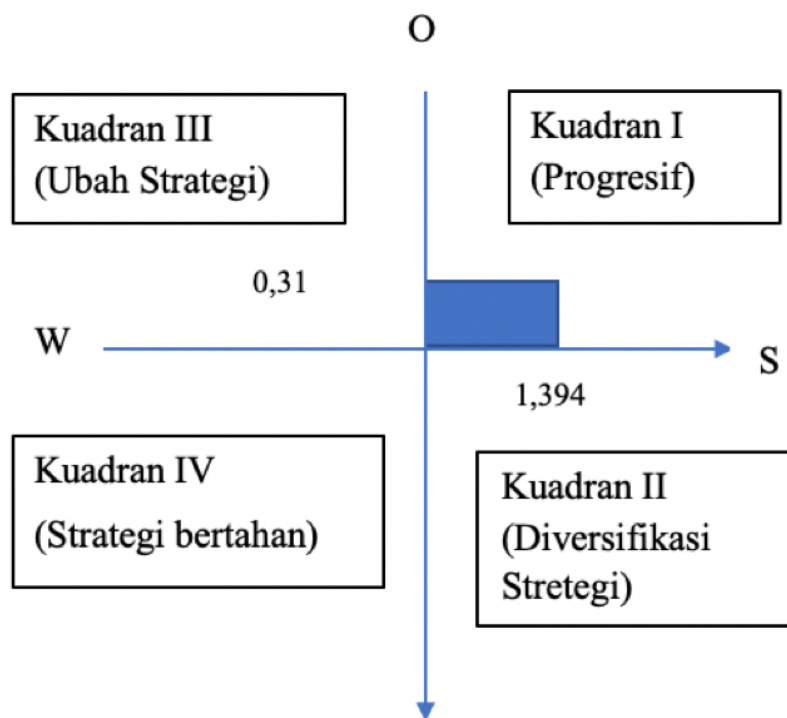 O
Kuadran III
(Ubah Strategi)
Kuadran I
(Progresif)
0,31
W
S
1,394
Kuadran IV
(Strategi bertahan)
Kuadran II
(Diversifikasi
Stretegi)